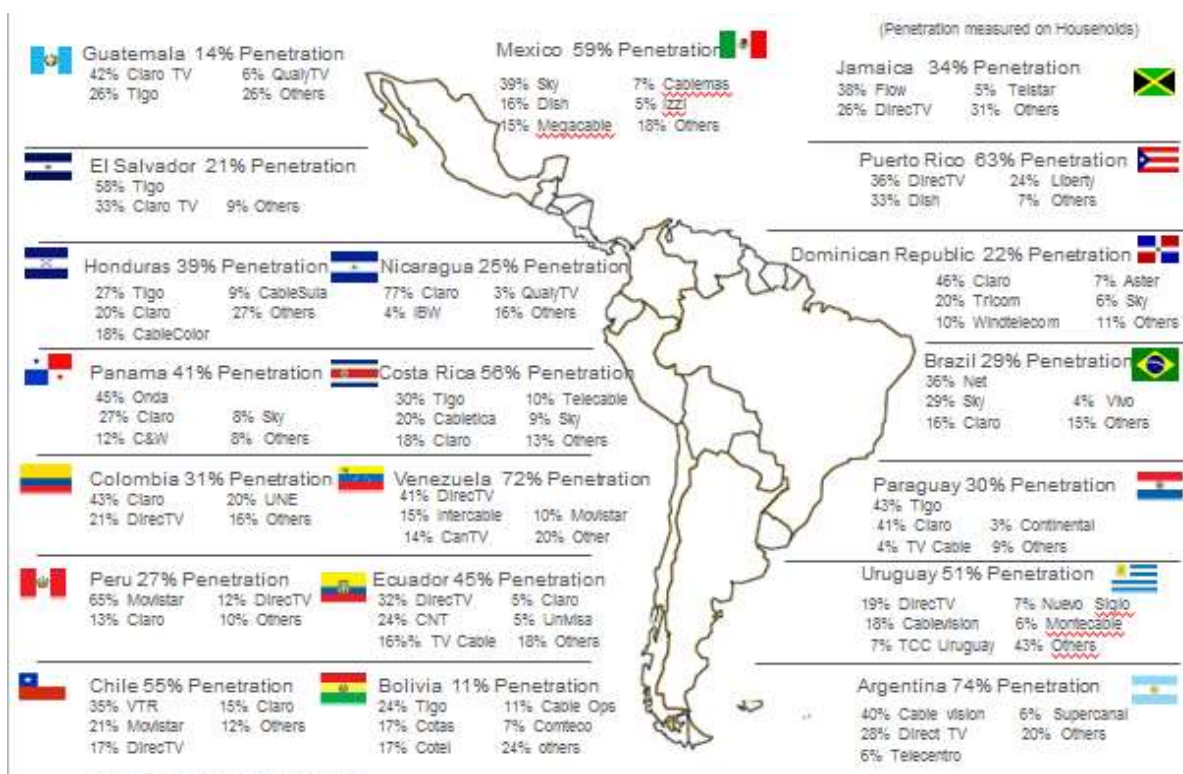 (Penetration measured on Households)
Guatemala 14% Penetration
42% Claro TV 6% QualyTV
26% Tigo 26% Others
Mexico 59% Penetration
39% Sky 7% Cablemas
16% Dish 5% Izzi
15% Megacable 18% Others
Jamaica 34% Penetration
38% Flow 5% Telstar
26% DirecTV 31% Others
El Salvador 21% Penetration
58% Tigo
33% Claro TV 9% Others
Puerto Rico 63% Penetration
36% DirecTV 24% Liberty
33% Dish 7% Others
Honduras 39% Penetration
27% Tigo 9% CableSula
20% Claro 27% Others
18% CableColor
Nicaragua 25% Penetration
77% Claro 3% QualyTV
4% IBW 16% Others
Dominican Republic 22% Penetration
46% Claro 7% Aster
20% Tricom 6% Sky
10% Windtelecom 11% Others
Panama 41% Penetration
45% Onda
27% Claro 8% Sky
12% C&W 8% Others
Costa Rica 56% Penetration
30% Tigo 10% Telecable
20% Cabletica 9% Sky
18% Claro 13% Others
Brazil 29% Penetration
36% Net
29% Sky 4% Vivo
16% Claro 15% Others
Colombia 31% Penetration
43% Claro 20% UNE
21% DirecTV 16% Others
Venezuela 72% Penetration
41% DirecTV
15% Intercable 10% Movistar
14% CanTV 20% Other
Paraguay 30% Penetration
43% Tigo
41% Claro 3% Continental
4% TV Cable 9% Others
Peru 27% Penetration
65% Movistar 12% DirecTV
13% Claro 10% Others
Ecuador 45% Penetration
32% DirecTV 5% Claro
24% CNT 5% Univisa
16%% TV Cable 18% Others
Uruguay 51% Penetration
19% DirecTV 7% Nuevo Siglo
18% Cablevision 6% Montecable
7% TCC Uruguay 43% Others
Chile 55% Penetration
35% VTR 15% Claro
21% Movistar 12% Others
17% DirecTV
Bolivia 11% Penetration
24% Tigo 11% Cable Ops
17% Cotas 7% Comteco
17% Cotel 24% others
Argentina 74% Penetration
40% Cable vision 6% Supercanal
28% Direct TV 20% Others
6% Telecentro